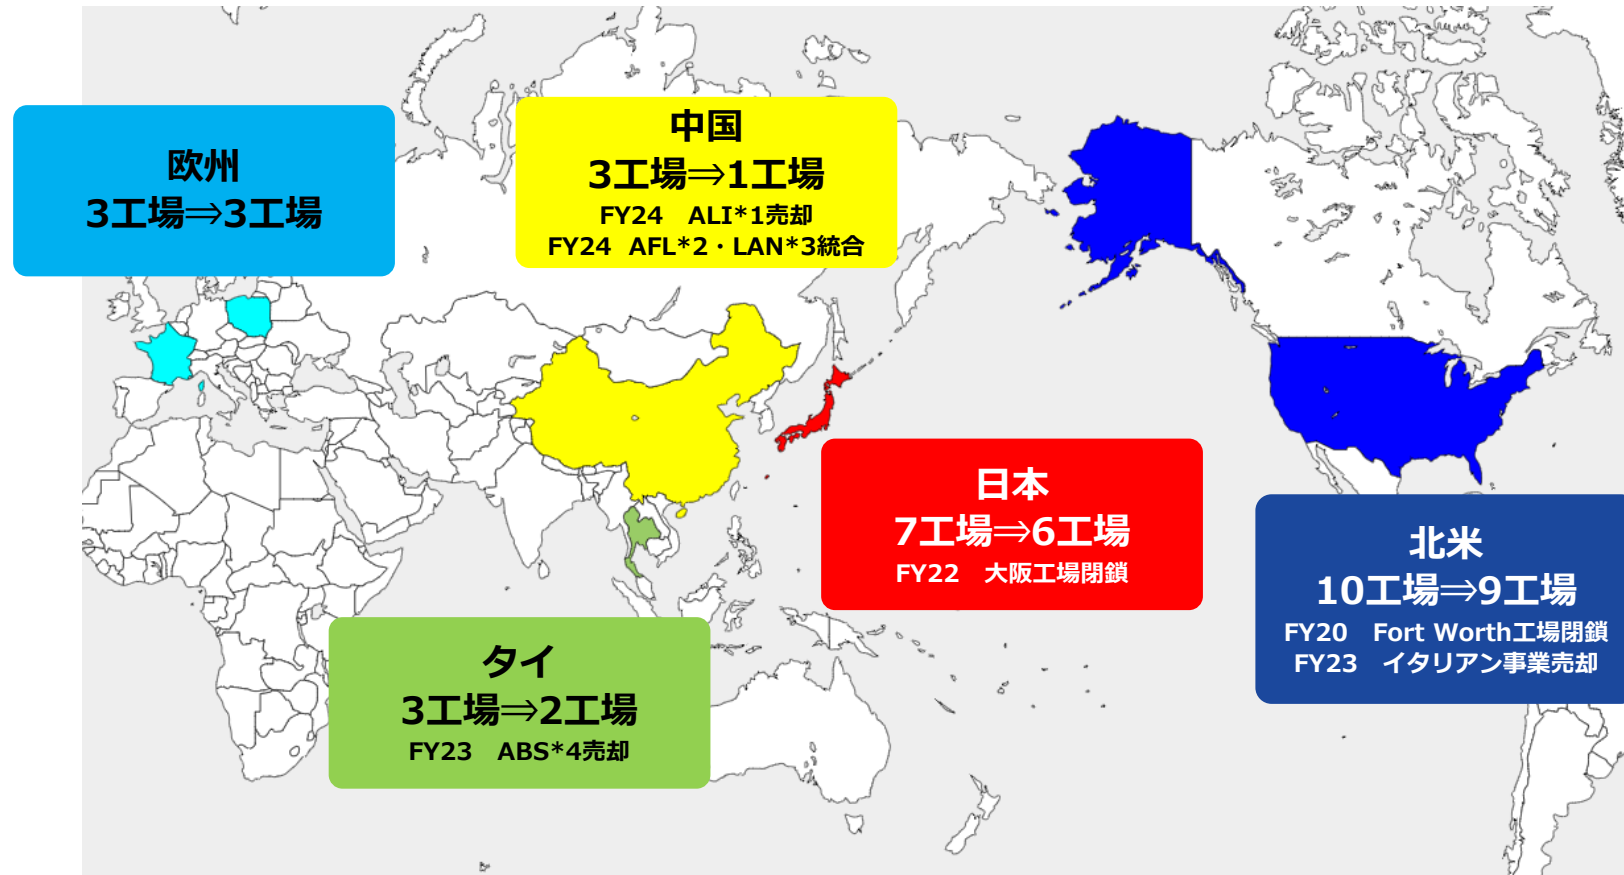 欧州
3工場⇒3工場
中国
3工場⇒1工場
FY24　ALI*1売却
FY24 AFL*2・LAN*3統合
日本
7工場⇒6工場
FY22　大阪工場閉鎖
北米
10工場⇒9工場
FY20　Fort Worth工場閉鎖
FY23　イタリアン事業売却
タイ
3工場⇒2工場
FY23　ABS*4売却